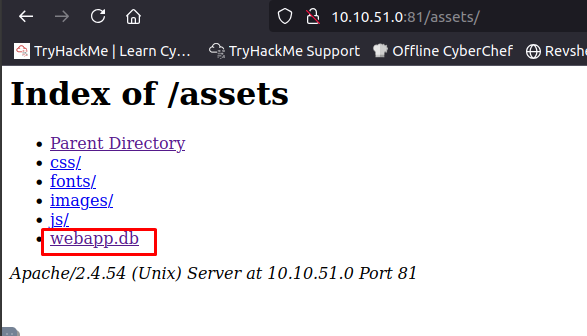 10.10.51.0:81/assets/
TryHackMe | Learn Cy… TryHackMe Support Offline CyberChef Revshe
Index of /assets
Parent Directory
css/
fonts/
images/
js/
webapp.db
Apache/2.4.54 (Unix) Server at 10.10.51.0 Port 81